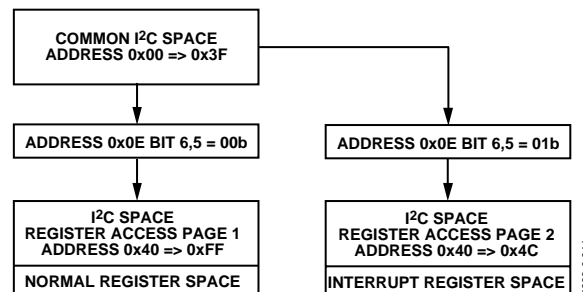 COMMON I²C SPACE
ADDRESS 0x00 => 0x3F
ADDRESS 0x0E BIT 6,5 = 00b
ADDRESS 0x0E BIT 6,5 = 01b
I²C SPACE
REGISTER ACCESS PAGE 1
ADDRESS 0x40 => 0xFF
NORMAL REGISTER SPACE
I²C SPACE
REGISTER ACCESS PAGE 2
ADDRESS 0x40 => 0x4C
INTERRUPT REGISTER SPACE